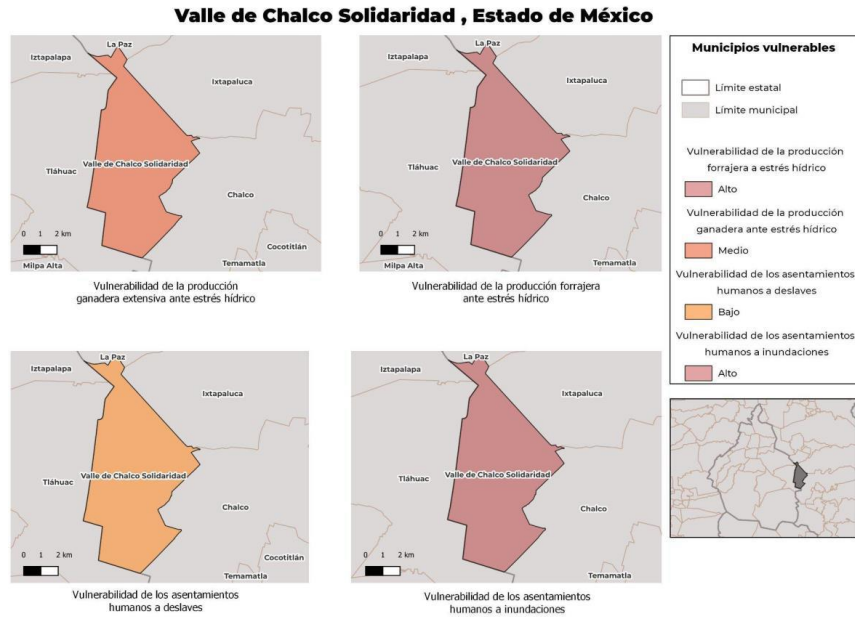 Valle de Chalco Solidaridad , Estado de México
La Paz
Iztapalapa
Ixtapaluca
Valle de Chalco Solidaridad
Tláhuac
Chalco
0 1 2 km
Cocotitlán
Milpa Alta
Temamatla
Vulnerabilidad de la producción
ganadera extensiva ante estrés hídrico
La Paz
Iztapalapa
Ixtapaluca
Valle de Chalco Solidaridad
Tláhuac
Chalco
0 1 2 km
Milpa Alta
Temamatla
Vulnerabilidad de la producción forrajera
ante estrés hídrico
Municipios vulnerables
Límite estatal
Límite municipal
Vulnerabilidad de la producción
forrajera a estrés hídrico
Alto
Vulnerabilidad de la producción
ganadera ante estrés hídrico
Medio
Vulnerabilidad de los asentamientos
humanos a deslaves
Bajo
Vulnerabilidad de los asentamientos
humanos a inundaciones
Alto
La Paz
Iztapalapa
Ixtapaluca
Valle de Chalco Solidaridad
Tláhuac
Chalco
0 1 2 km
Cocotitlán
Temamatla
Vulnerabilidad de los asentamientos
humanos a deslaves
La Paz
Iztapalapa
Ixtapaluca
Valle de Chalco Solidaridad
Tláhuac
Chalco
0 1 2 km
Temamatla
Vulnerabilidad de los asentamientos
humanos a inundaciones